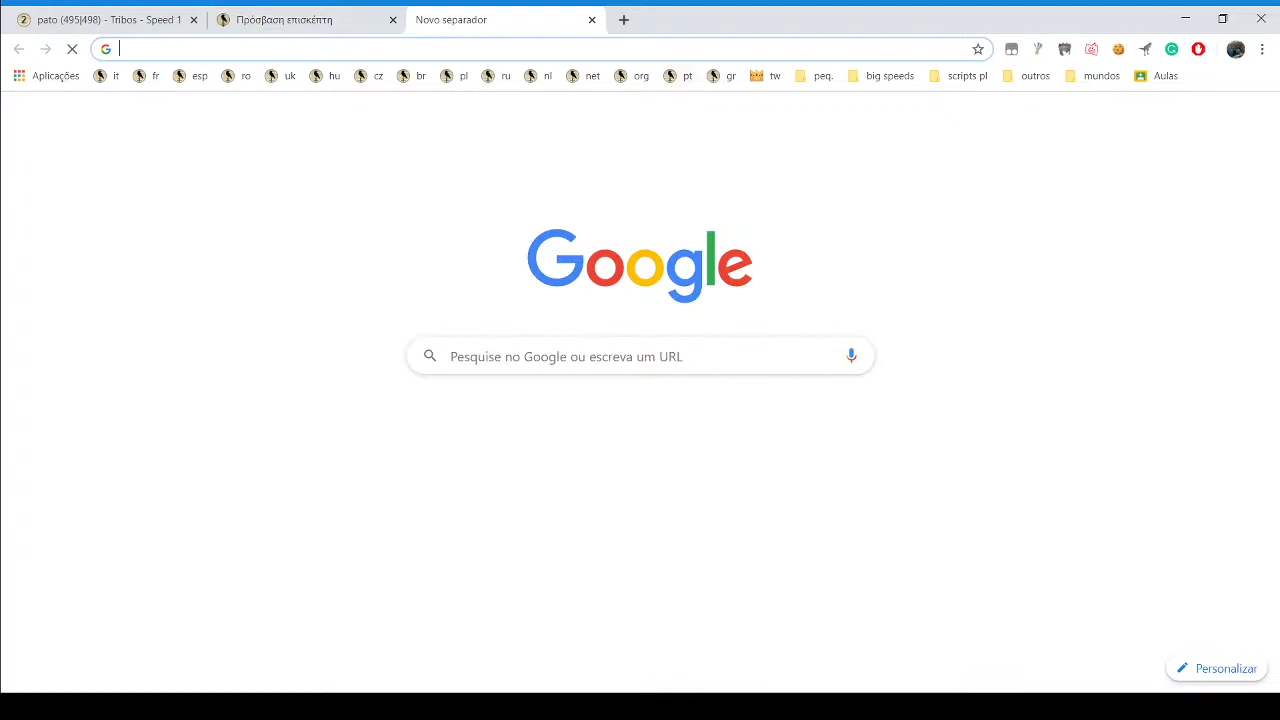 pato (495|498) - Tribos - Speed 1
Πρόσβαση επισκέπτη
Novo separador
Aplicações it fr esp ro uk hu cz br pl ru nl net org pt gr tw peq. big speeds scripts pl outros mundos Aulas
Google
Pesquise no Google ou escreva um URL
Personalizar